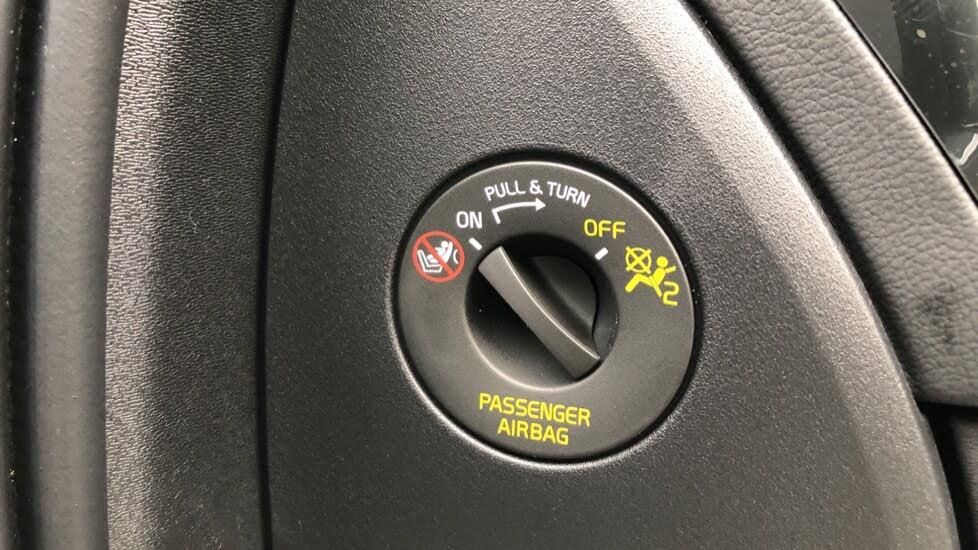 PULL & TURN
ON
OFF
2
PASSENGER
AIRBAG